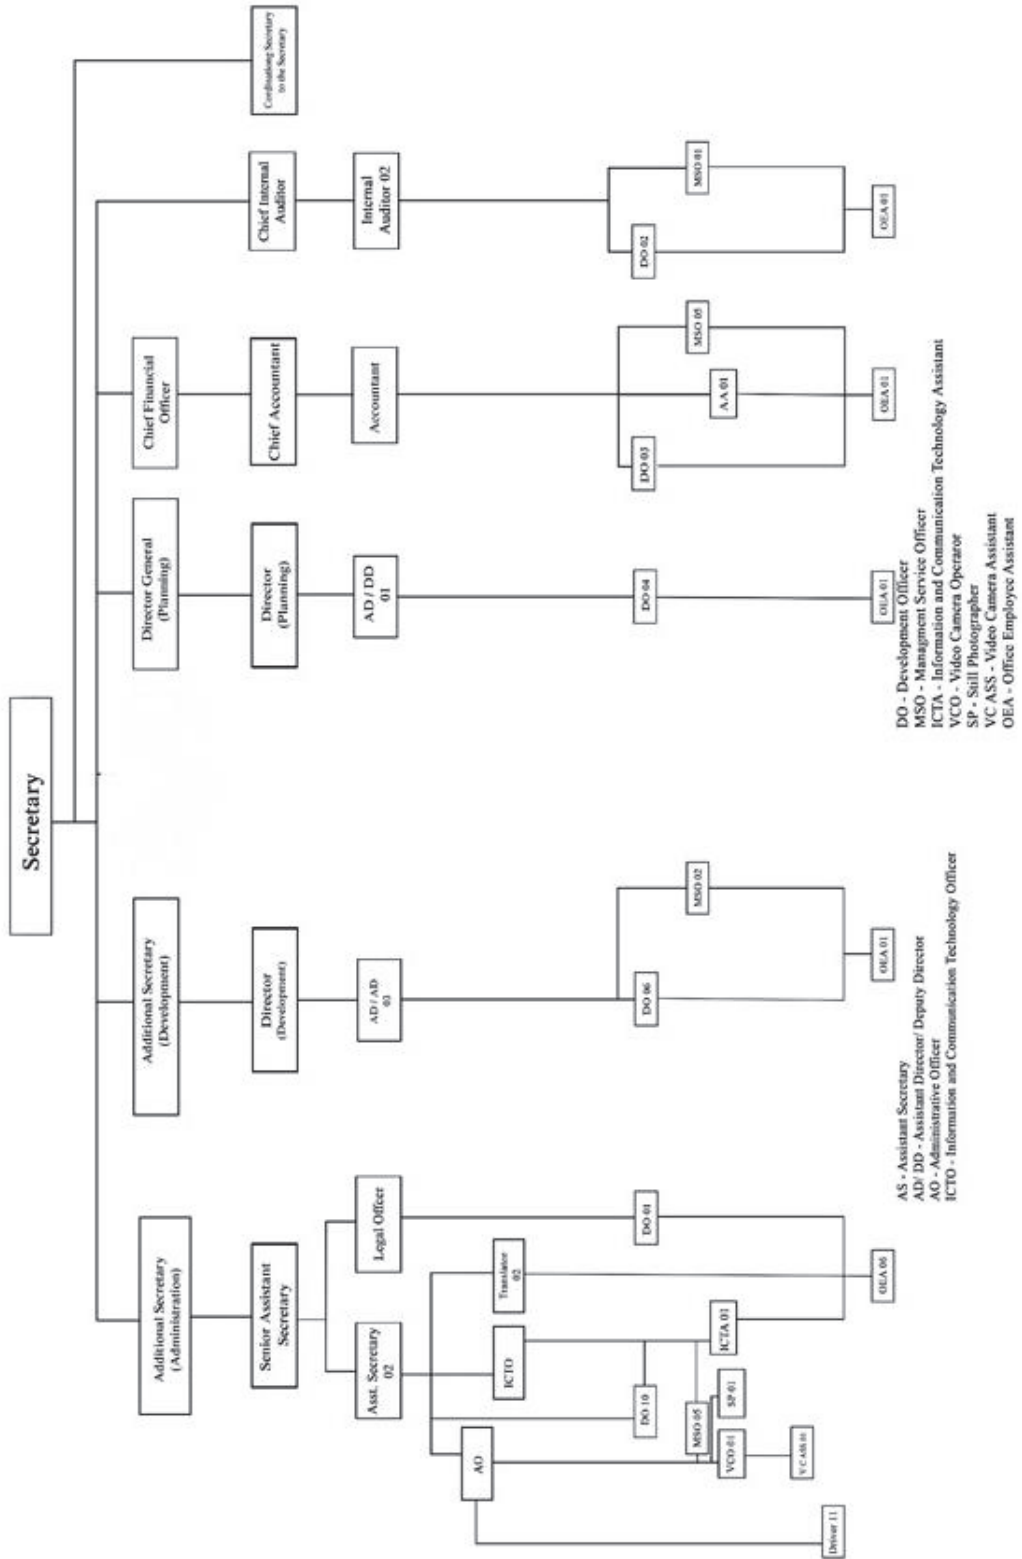 Secretary
Additional Secretary
(Administration)
Additional Secretary
(Development)
Director General
(Planning)
Chief Financial
Officer
Senior Assistant
Secretary
Director
(Development)
Director
(Planning)
Chief Accountant
Chief Internal
Auditor
to the Secretary
Asst. Secretary
02
Legal Officer
AD / AD
03
AD / DD
01
Accountant
Internal
Auditor 02
AO
ICTO
Translator
02
DO 10
DO 01
DO 06
DO 04
DO 03
DO 02
MSO 05
ICTA 01
MSO 02
AA 01
MSO 05
MSO 01
VCO 01
SP 01
V C ASS 01
Driver 11
OEA 06
OEA 01
OEA 01
OEA 01
OEA 01
AS - Assistant Secretary
AD/ DD - Assistant Director/ Deputy Director
AO - Administrative Officer
ICTO - Information and Communication Technology Officer
DO - Development Officer
MSO - Managment Service Officer
ICTA - Information and Communication Technology Assistant
VCO - Video Camera Operaror
SP - Still Photographer
VC ASS - Video Camera Assistant
OEA - Office Employee Assistant